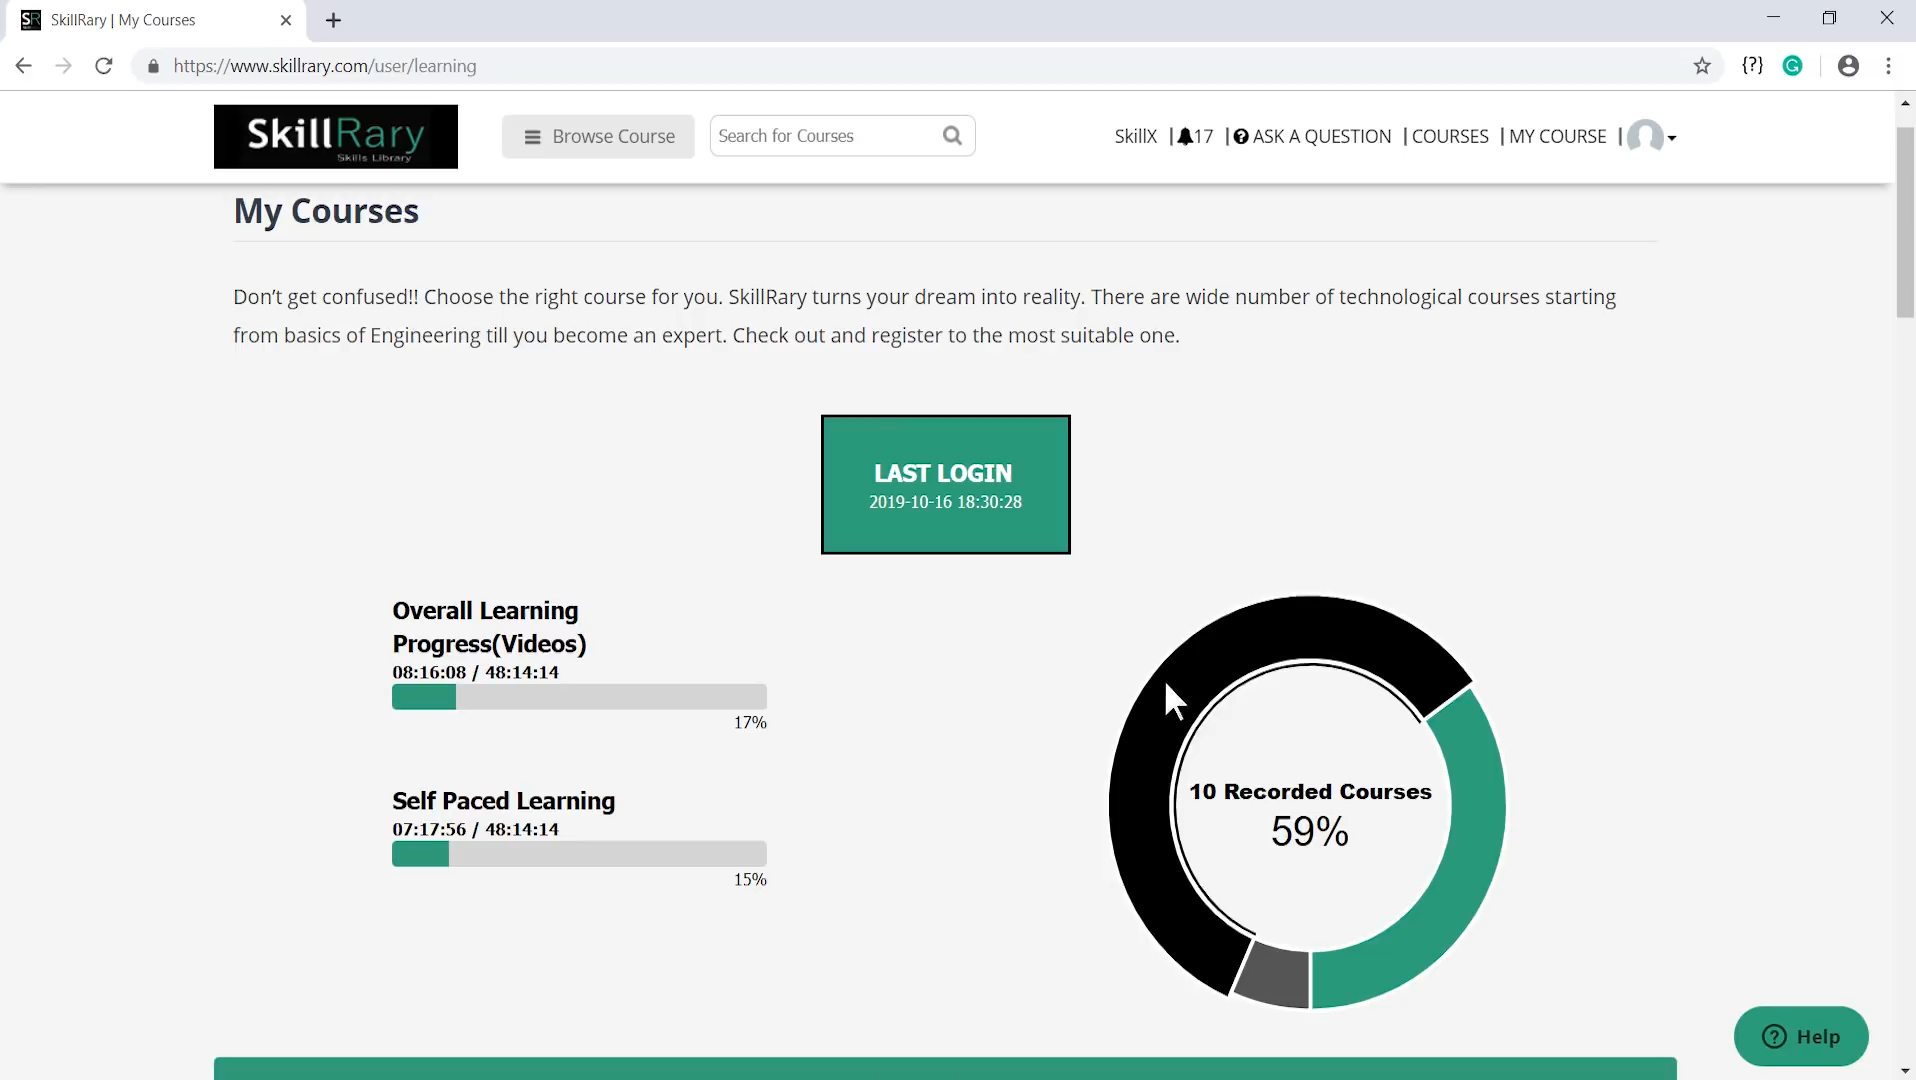 SkillRary | My Courses
https://www.skillrary.com/user/learning
{?}
SkillRary
Skills Library
Browse Course
Search for Courses
SkillX |17 | ASK A QUESTION | COURSES | MY COURSE |
My Courses
Don’t get confused!! Choose the right course for you. SkillRary turns your dream into reality. There are wide number of technological courses starting
from basics of Engineering till you become an expert. Check out and register to the most suitable one.
LAST LOGIN
2019-10-16 18:30:28
Overall Learning
Progress(Videos)
08:16:08 / 48:14:14
17%
Self Paced Learning
07:17:56 / 48:14:14
15%
10 Recorded Courses
59%
Help